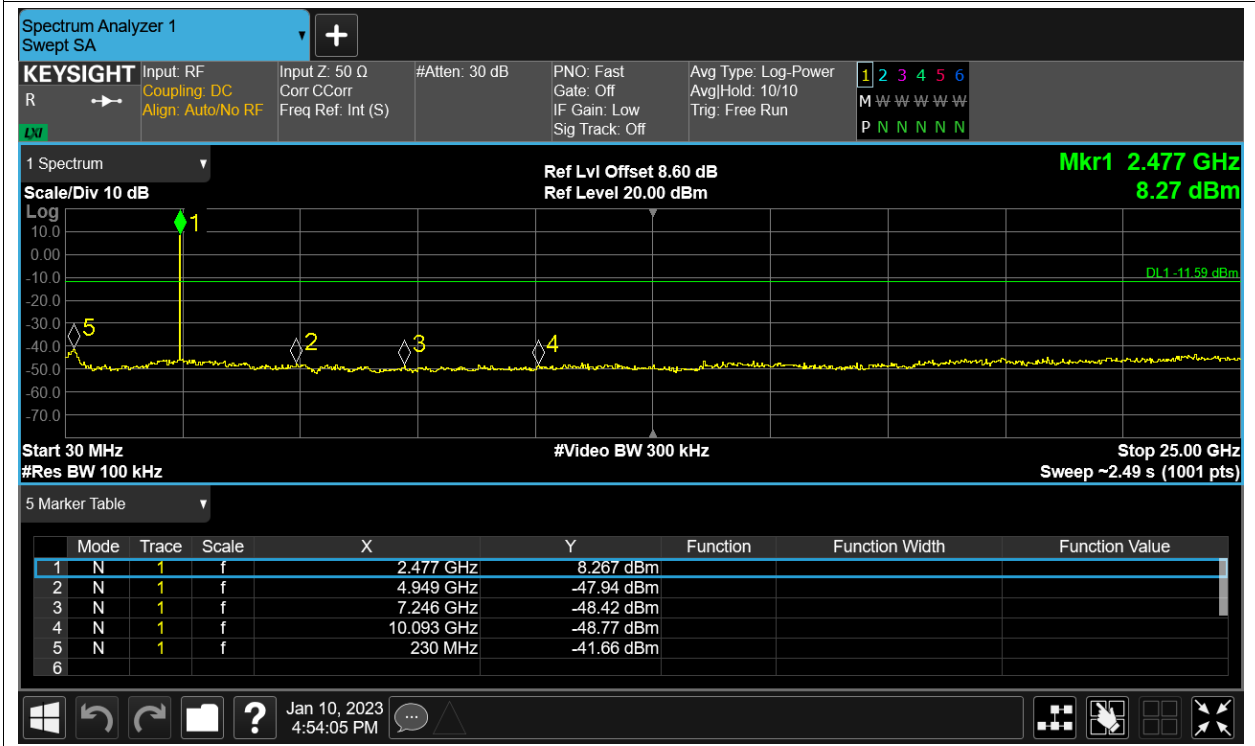 Spectrum Analyzer 1
Swept SA
+
KEYSIGHT Input: RF Input Z: 50 Ω #Atten: 30 dB PNO: Fast Avg Type: Log-Power 1 2 3 4 5 6
R Coupling: DC Corr CCorr Gate: Off Avg|Hold: 10/10 M W W W W W
Align: Auto/No RF Freq Ref: Int (S) IF Gain: Low Trig: Free Run
LXI Sig Track: Off P N N N N N
1 Spectrum
Ref Lvl Offset 8.60 dB Mkr1 2.477 GHz
Scale/Div 10 dB Ref Level 20.00 dBm 8.27 dBm
Log
1
10.0
0.00
-10.0 DL1 -11.59 dBm
-20.0
-30.0 5
-40.0 2 3 4
-50.0
-60.0
-70.0
Start 30 MHz #Video BW 300 kHz Stop 25.00 GHz
#Res BW 100 kHz Sweep ~2.49 s (1001 pts)
5 Marker Table
Mode Trace Scale X Y Function Function Width Function Value
1 N 1 f 2.477 GHz 8.267 dBm
2 N 1 f 4.949 GHz -47.94 dBm
3 N 1 f 7.246 GHz -48.42 dBm
4 N 1 f 10.093 GHz -48.77 dBm
5 N 1 f 230 MHz -41.66 dBm
6
? Jan 10, 2023
4:54:05 PM